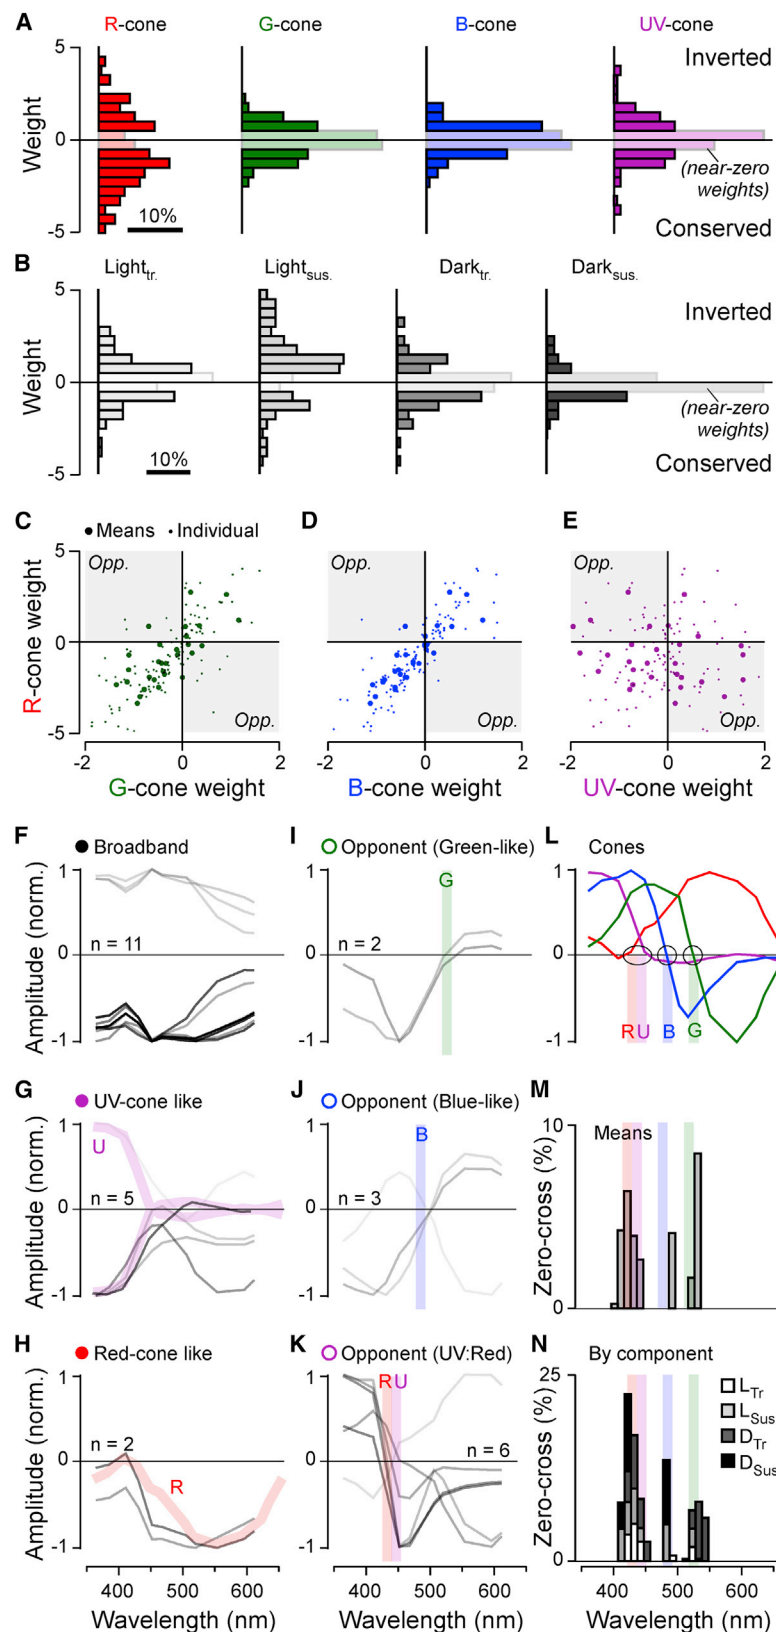 A
R-cone G-cone B-cone UV-cone
5
0
-5
Weight
Inverted
(near-zero
weights)
Conserved
10%
B
Light tr. Light sus. Dark tr. Dark sus.
5
0
-5
Weight
Inverted
(near-zero
weights)
Conserved
10%
C
Means Individual
5
0
-5
R-cone weight
Opp.
Opp.
-2 0 2
G-cone weight
D
Opp.
Opp.
-2 0 2
B-cone weight
E
Opp.
Opp.
-2 0 2
UV-cone weight
F
Broadband
1
0
-1
Amplitude (norm.)
n = 11
I
Opponent (Green-like)
G
1
0
-1
n = 2
L
Cones
1
0
-1
R U B G
G
UV-cone like
1
0
-1
Amplitude (norm.)
U
n = 5
J
Opponent (Blue-like)
B
1
0
-1
n = 3
M
Means
10
0
Zero-cross (%)
H
Red-cone like
1
0
-1
Amplitude (norm.)
n = 2
R
400 500 600
Wavelength (nm)
K
Opponent (UV:Red)
R U
1
0
-1
n = 6
400 500 600
Wavelength (nm)
N
By component
25
0
Zero-cross (%)
L Tr
L Sus
D Tr
D Sus
400 500 600
Wavelength (nm)